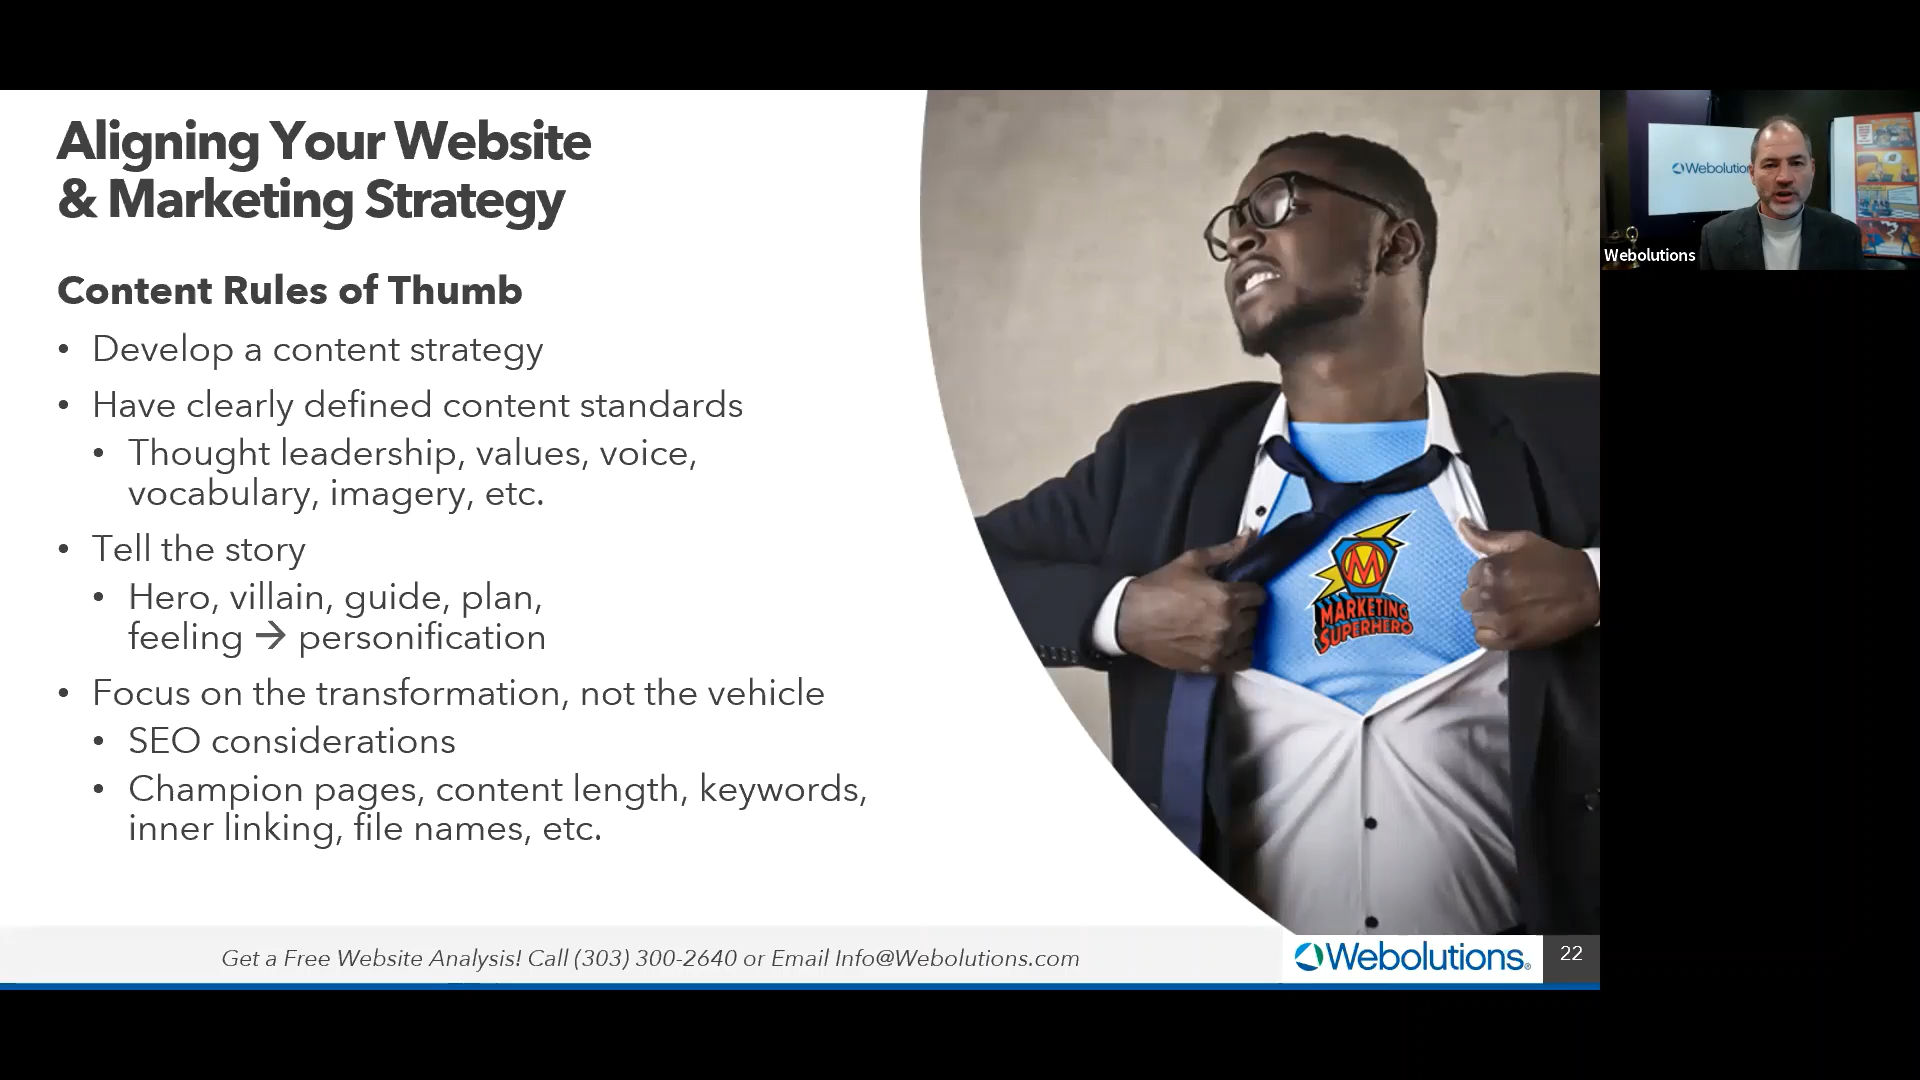 Aligning Your Website
& Marketing Strategy
Content Rules of Thumb
• Develop a content strategy
• Have clearly defined content standards
• Thought leadership, values, voice,
vocabulary, imagery, etc.
• Tell the story
• Hero, villain, guide, plan,
feeling → personification
• Focus on the transformation, not the vehicle
• SEO considerations
• Champion pages, content length, keywords,
inner linking, file names, etc.
M
MARKETING
SUPERHERO
Get a Free Website Analysis! Call (303) 300-2640 or Email Info@Webolutions.com
Webolutions®
22
Webolution
Webolutions